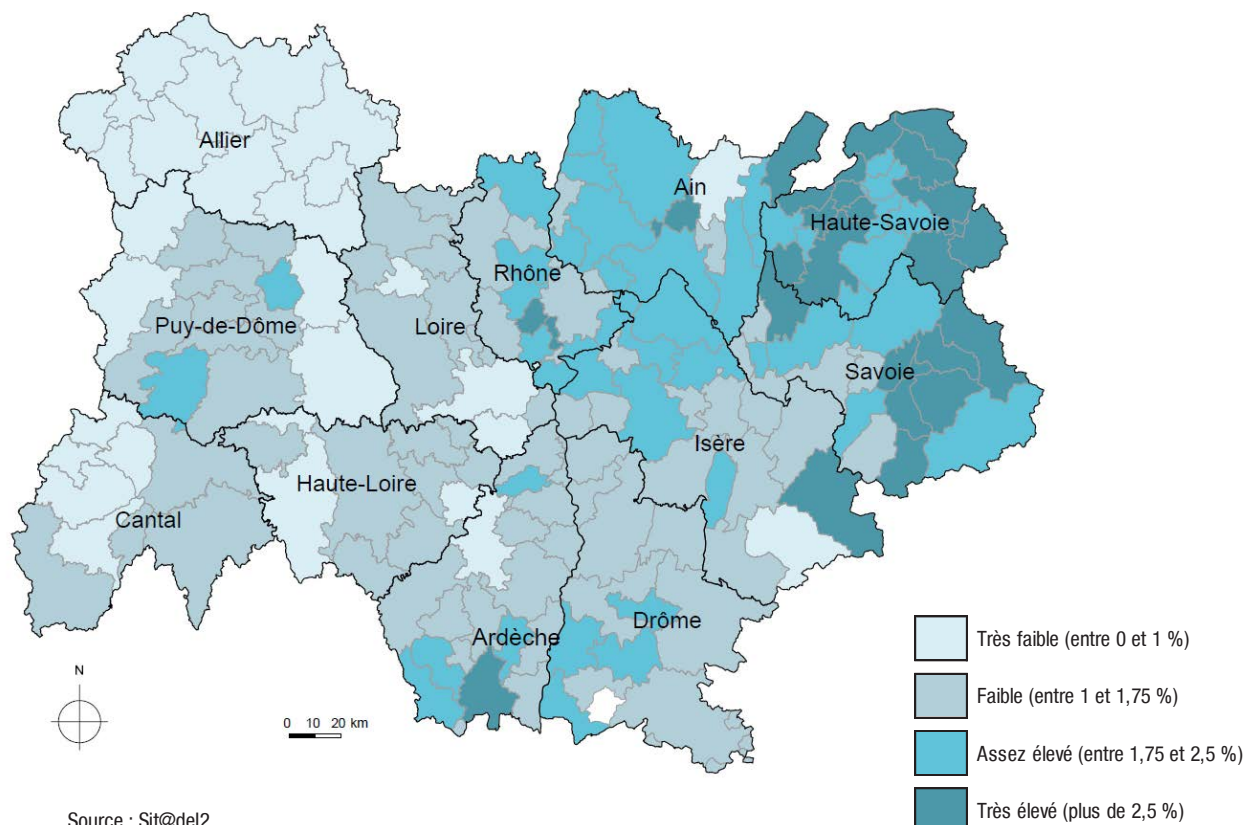 Allier
Ain
Haute-Savoie
Rhône
Puy-de-Dôme
Loire
Savoie
Isère
Haute-Loire
Cantal
Drôme
Ardèche
N
0 10 20 km
Très faible (entre 0 et 1 %)
Faible (entre 1 et 1,75 %)
Assez élevé (entre 1,75 et 2,5 %)
Très élevé (plus de 2,5 %)
Source : Sit@del2